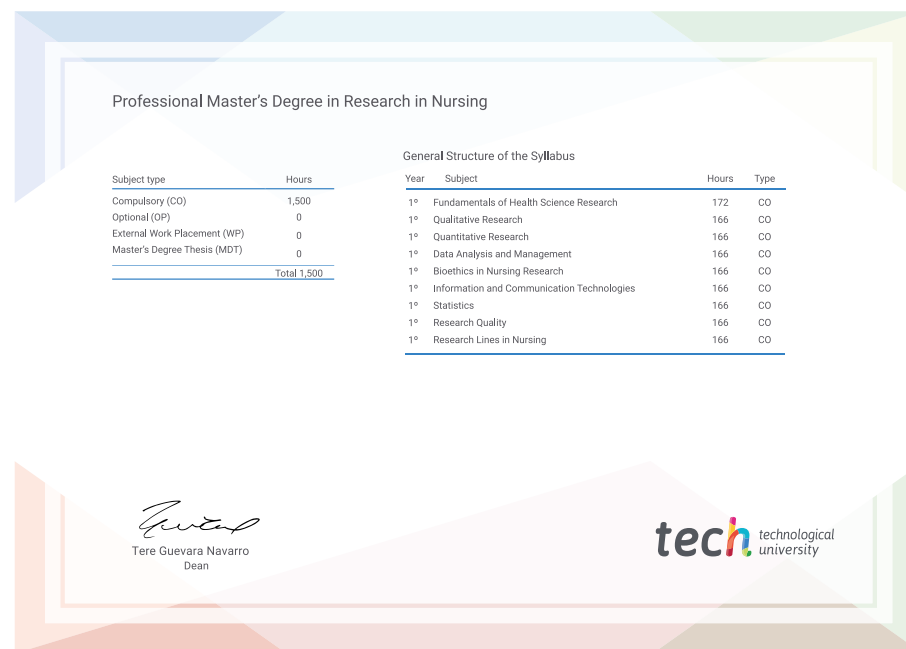 Professional Master's Degree in Research in Nursing
Subject type Hours
Compulsory (CO) 1,500
Optional (OP) 0
External Work Placement (WP) 0
Master's Degree Thesis (MDT) 0
Total 1,500
General Structure of the Syllabus
Year Subject Hours Type
1º Fundamentals of Health Science Research 172 CO
1º Qualitative Research 166 CO
1º Quantitative Research 166 CO
1º Data Analysis and Management 166 CO
1º Bioethics in Nursing Research 166 CO
1º Information and Communication Technologies 166 CO
1º Statistics 166 CO
1º Research Quality 166 CO
1º Research Lines in Nursing 166 CO
Tere Guevara Navarro
Dean
tech technological
university